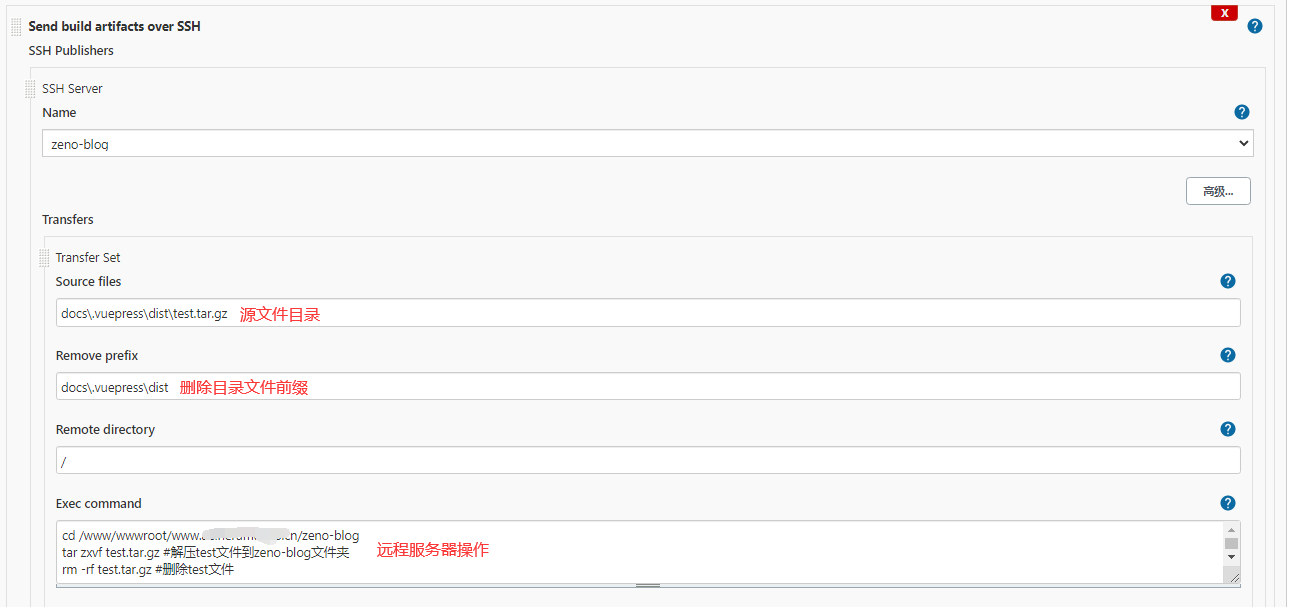 X
Send build artifacts over SSH
?
SSH Publishers
SSH Server
Name
?
zeno-blog
高级...
Transfers
Transfer Set
Source files
?
docs\.vuepress\dist\test.tar.gz 源文件目录
Remove prefix
?
docs\.vuepress\dist 删除目录文件前缀
Remote directory
?
/
Exec command
?
cd /www/wwwroot/www. .cn/zeno-blog
tar zxvf test.tar.gz #解压test文件到zeno-blog文件夹 远程服务器操作
rm -rf test.tar.gz #删除test文件